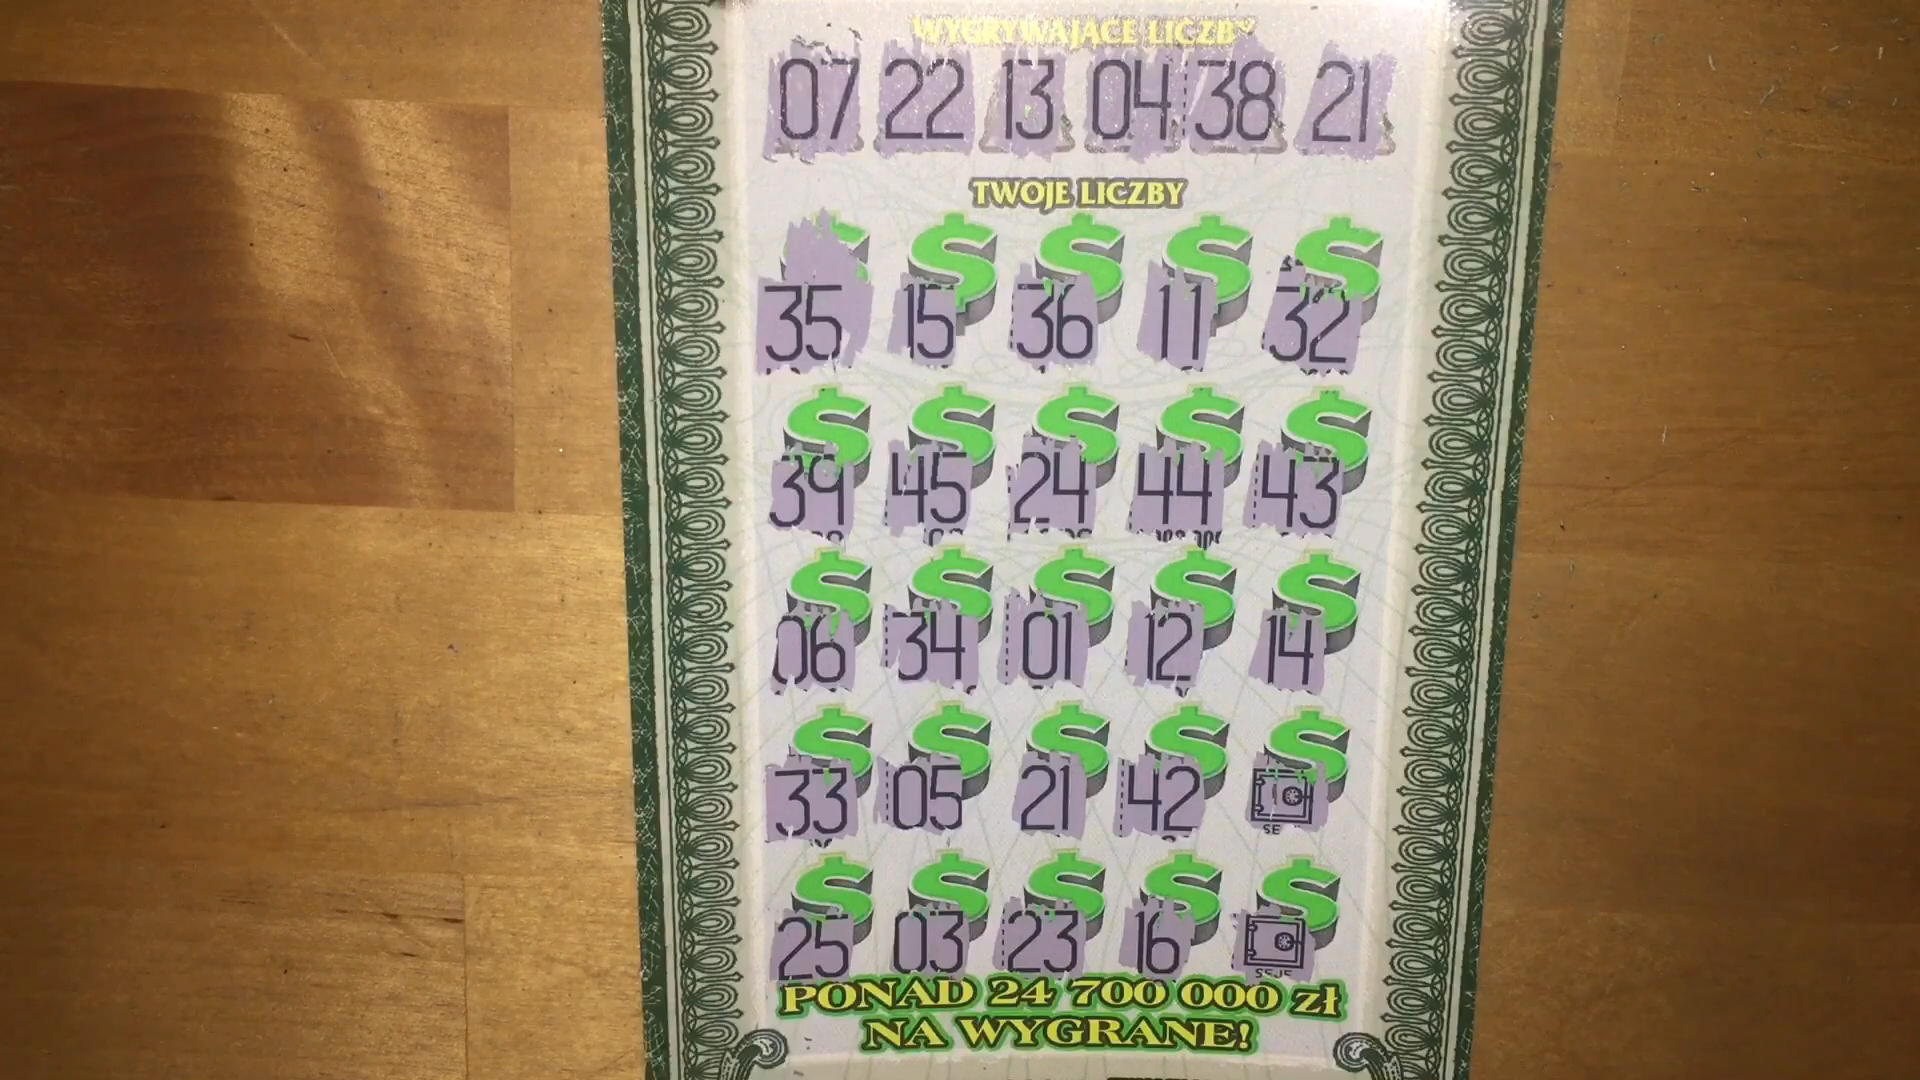 WYGRYWAJĄCE LICZBY
07 22 13 04 38 21
TWOJE LICZBY
35 15 36 11 32
39 45 24 44 43
06 34 01 12 14
33 05 21 42
25 03 23 16
PONAD 24 700 000 zł
NA WYGRANE!